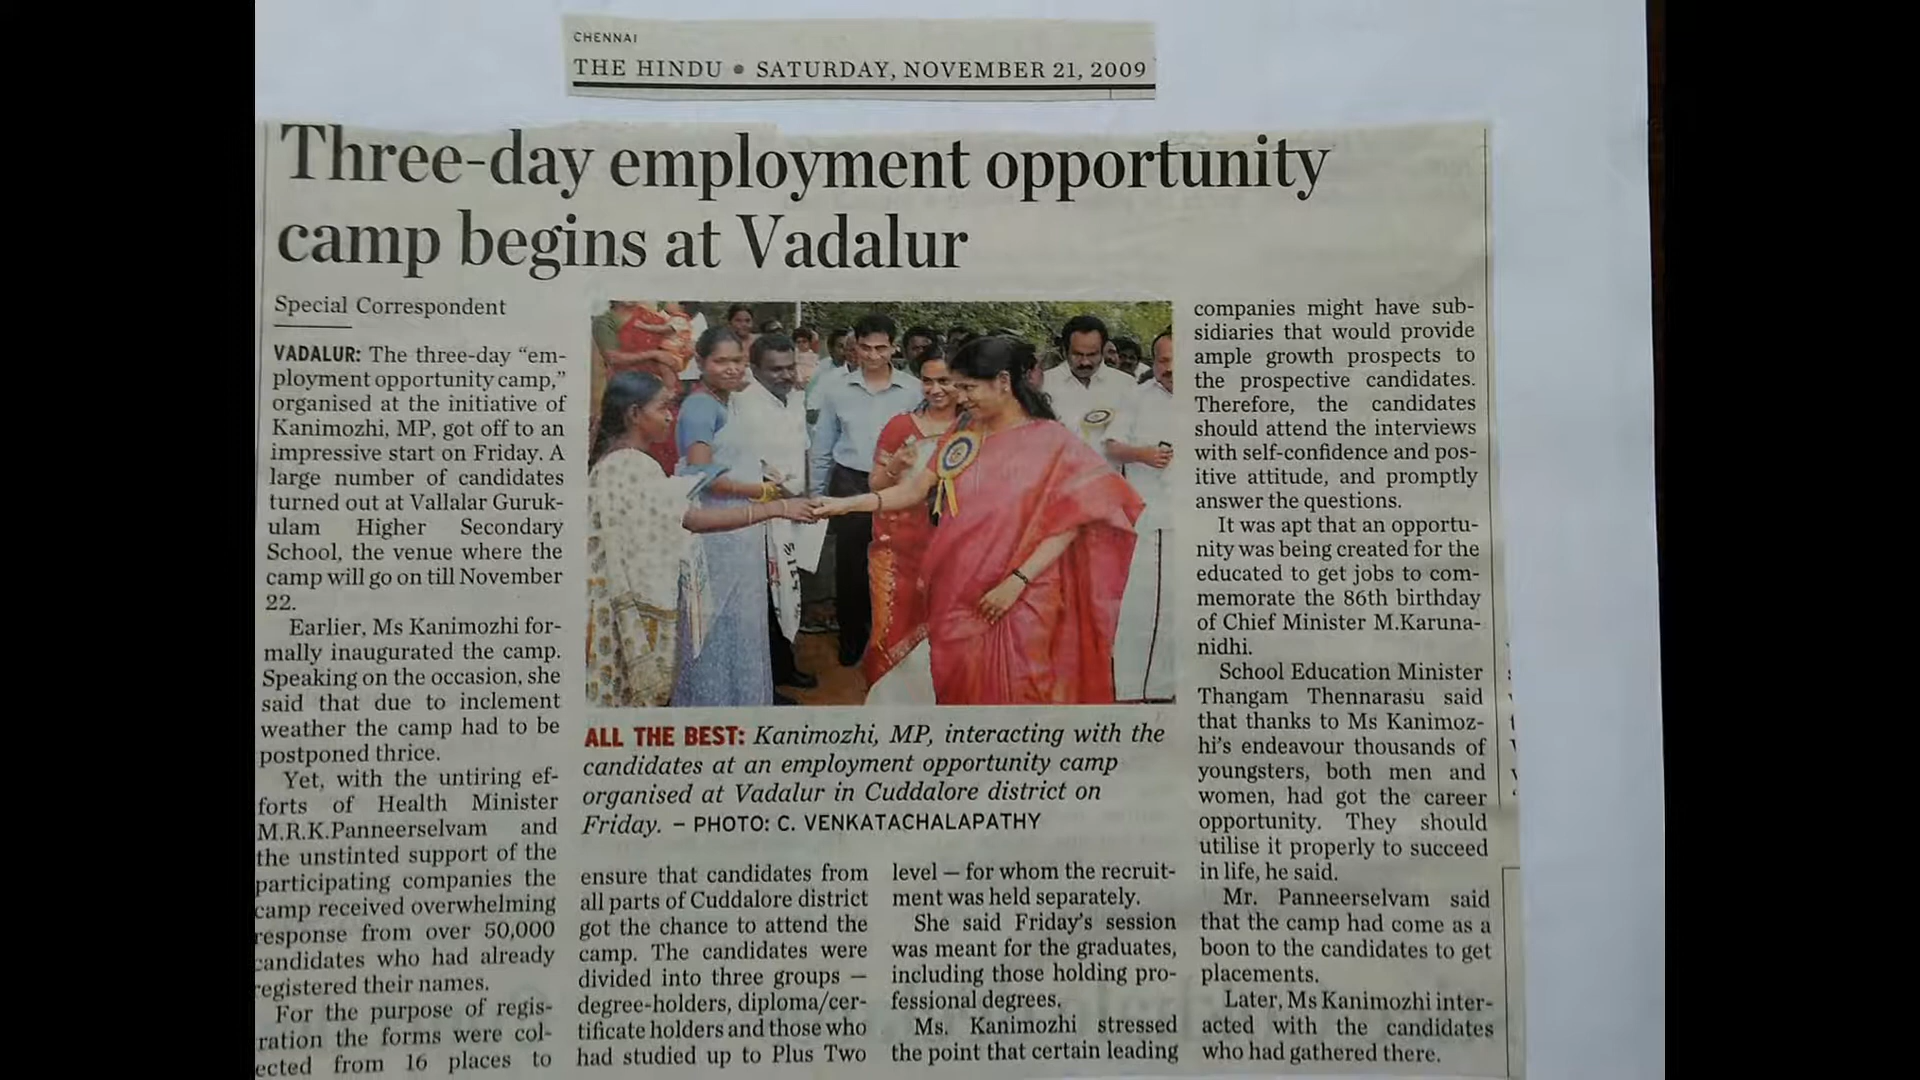 CHENNAI
THE HINDU • SATURDAY, NOVEMBER 21, 2009
Three-day employment opportunity
camp begins at Vadalur
Special Correspondent
VADALUR: The three-day “em-
ployment opportunity camp,”
organised at the initiative of
Kanimozhi, MP, got off to an
impressive start on Friday. A
large number of candidates
turned out at Vallalar Guruk-
ulam Higher Secondary
School, the venue where the
camp will go on till November
22.
Earlier, Ms Kanimozhi for-
mally inaugurated the camp.
Speaking on the occasion, she
said that due to inclement
weather the camp had to be
postponed thrice.
Yet, with the untiring ef-
forts of Health Minister
M.R.K.Panneerselvam and
the unstinted support of the
participating companies the
camp received overwhelming
response from over 50,000
candidates who had already
registered their names.
For the purpose of regis-
ration the forms were col-
ected from 16 places to
ALL THE BEST: Kanimozhi, MP, interacting with the
candidates at an employment opportunity camp
organised at Vadalur in Cuddalore district on
Friday. – PHOTO: C. VENKATACHALAPATHY
ensure that candidates from
all parts of Cuddalore district
got the chance to attend the
camp. The candidates were
divided into three groups —
degree-holders, diploma/cer-
tificate holders and those who
had studied up to Plus Two
level — for whom the recruit-
ment was held separately.
She said Friday's session
was meant for the graduates,
including those holding pro-
fessional degrees.
Ms. Kanimozhi stressed
the point that certain leading
companies might have sub-
sidiaries that would provide
ample growth prospects to
the prospective candidates.
Therefore, the candidates
should attend the interviews
with self-confidence and pos-
itive attitude, and promptly
answer the questions.
It was apt that an opportu-
nity was being created for the
educated to get jobs to com-
memorate the 86th birthday
of Chief Minister M.Karuna-
nidhi.
School Education Minister
Thangam Thennarasu said
that thanks to Ms Kanimoz-
hi's endeavour thousands of
youngsters, both men and
women, had got the career
opportunity. They should
utilise it properly to succeed
in life, he said.
Mr. Panneerselvam said
that the camp had come as a
boon to the candidates to get
placements.
Later, Ms Kanimozhi inter-
acted with the candidates
who had gathered there.